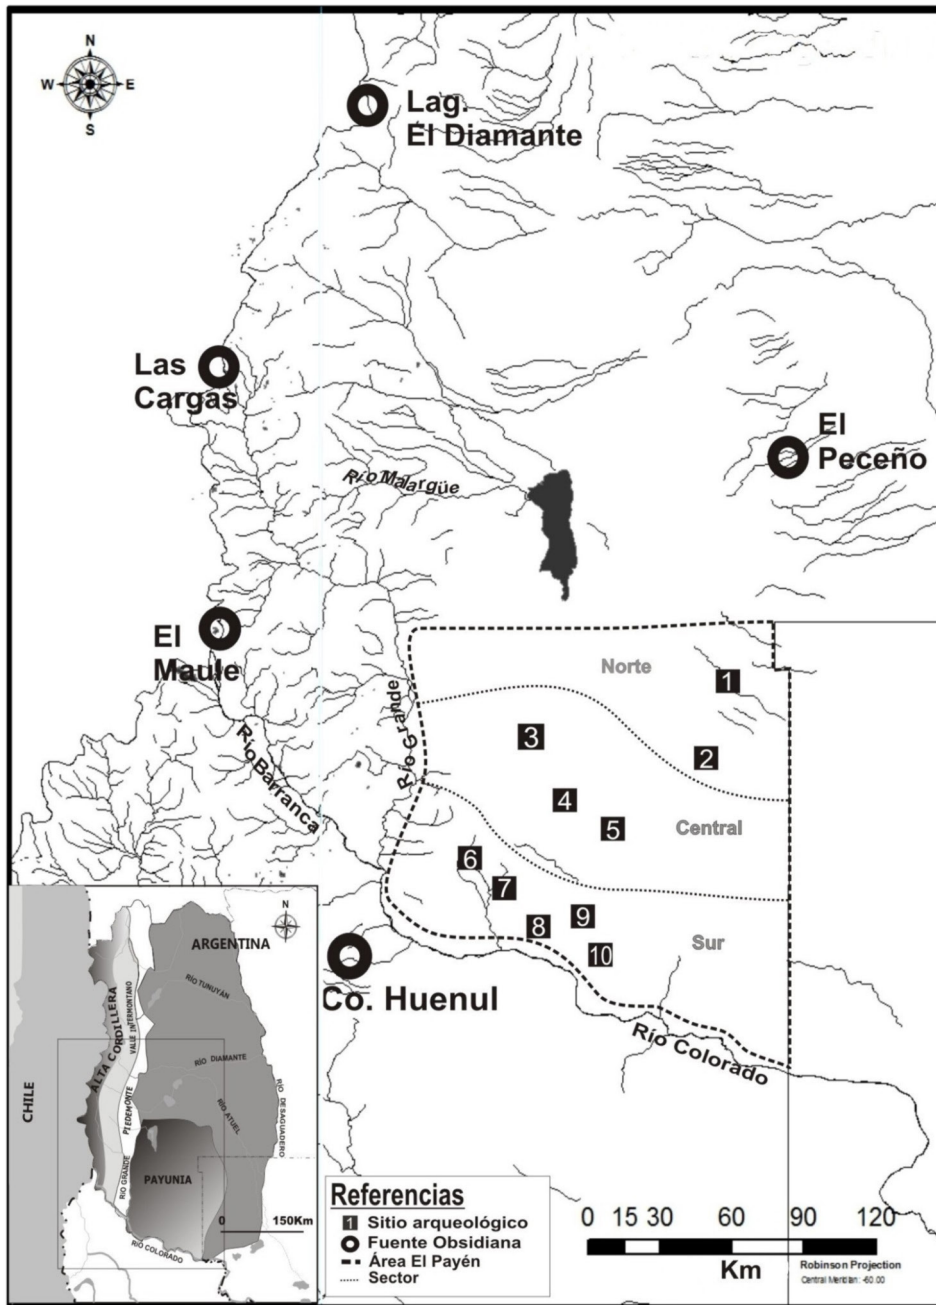 N
W E
S
Lag.
El Diamante
Las
Cargas
El
Peceño
Río Malargüe
El
Maule
Río Grande
Río Barranca
Norte
1
2
3
4
5
Central
6
7
8
9
10
Sur
Co. Huenul
Río Colorado
N
ARGENTINA
CHILE
ALTA CORDILLERA
VALLE INTERMONTANO
PIEDEMONTE
RÍO TUNUYÁN
RÍO DIAMANTE
RÍO ATUEL
RÍO DESAGUADERO
RÍO GRANDE
PAYUNIA
0 150Km
RÍO COLORADO
Referencias
1 Sitio arqueológico
Fuente Obsidiana
Área El Payén
Sector
0 15 30 60 90 120
Km
Robinson Projection
Central Meridian: -60.00